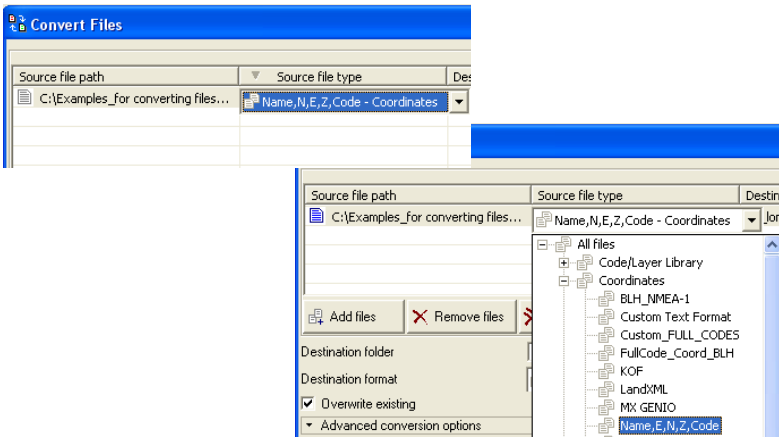 Convert Files
Source file path Source file type Des
C:\Examples_for converting files... Name,N,E,Z,Code - Coordinates
Source file path Source file type Destin
C:\Examples_for converting files... Name,N,E,Z,Code - Coordinates
All files
Code/Layer Library
Coordinates
BLH_NMEA-1
Add files Remove files Custom Text Format
Custom_FULL_CODES
Destination folder FullCode_Coord_BLH
KOF
Destination format LandXML
Overwrite existing MX GENIO
Advanced conversion options Name,E,N,Z,Code